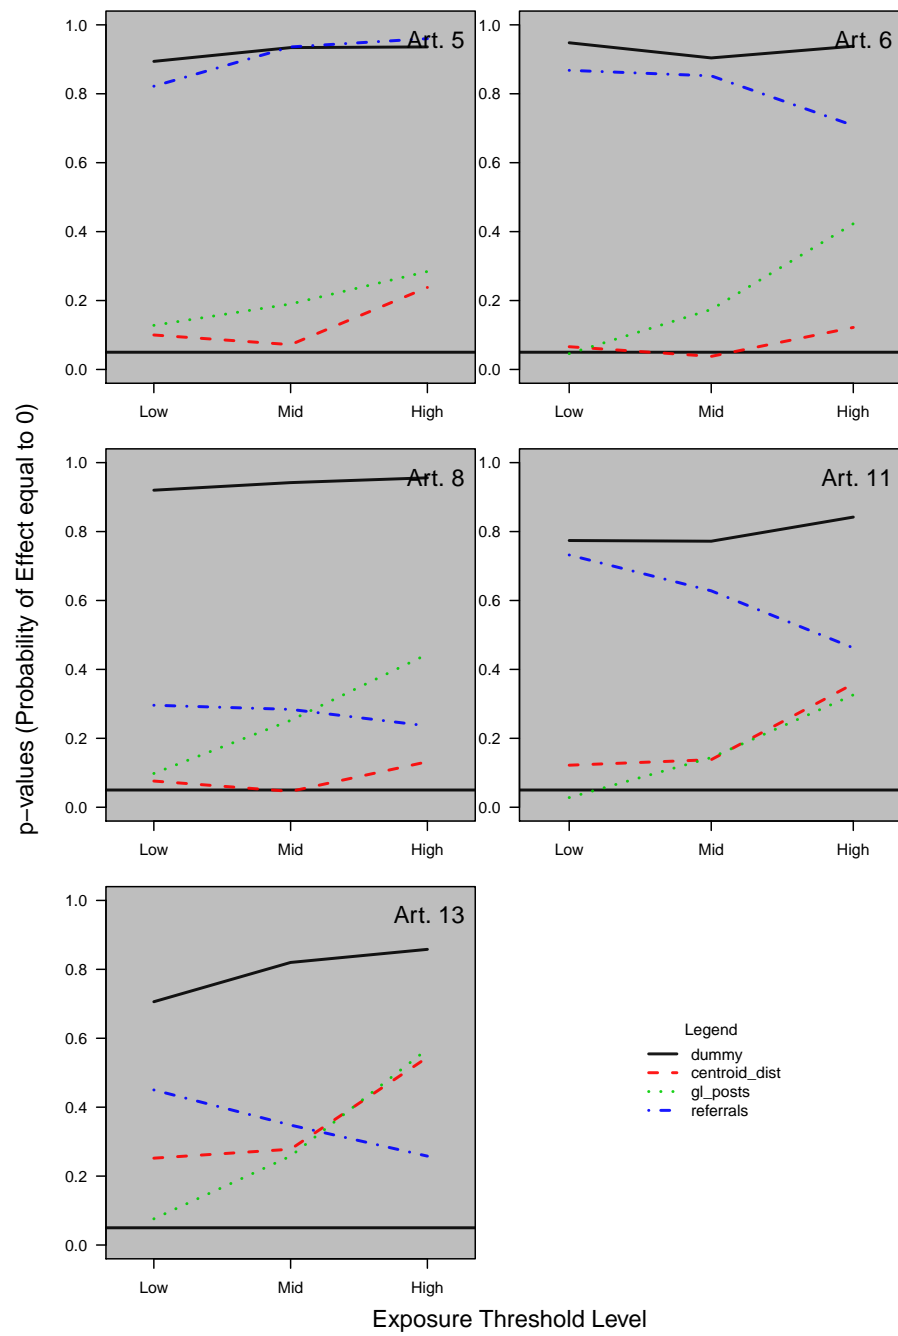 Art. 5
1.0
0.8
0.6
0.4
0.2
0.0
Low Mid High
Art. 6
1.0
0.8
0.6
0.4
0.2
0.0
Low Mid High
p−values (Probability of Effect equal to 0)
Art. 8
1.0
0.8
0.6
0.4
0.2
0.0
Low Mid High
Art. 11
1.0
0.8
0.6
0.4
0.2
0.0
Low Mid High
Art. 13
1.0
0.8
0.6
0.4
0.2
0.0
Low Mid High
Legend
dummy
centroid_dist
gl_posts
referrals
Exposure Threshold Level